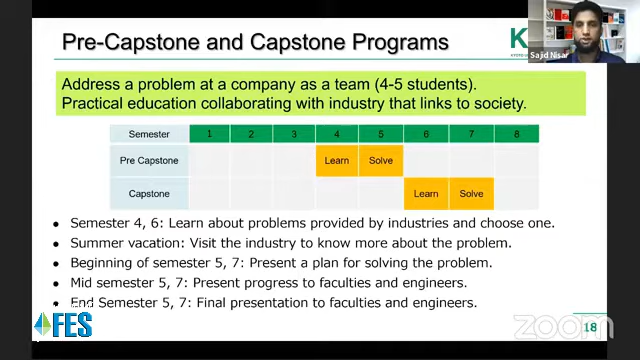 Pre-Capstone and Capstone Programs
K
Sajid Nisar
Address a problem at a company as a team (4-5 students).
Practical education collaborating with industry that links to society.
Semester 1 2 3 4 5 6 7 8
Pre Capstone Learn Solve
Capstone Learn Solve
• Semester 4, 6: Learn about problems provided by industries and choose one.
• Summer vacation: Visit the industry to know more about the problem.
• Beginning of semester 5, 7: Present a plan for solving the problem.
• Mid semester 5, 7: Present progress to faculties and engineers.
• End Semester 5, 7: Final presentation to faculties and engineers.
FES
zoom
18